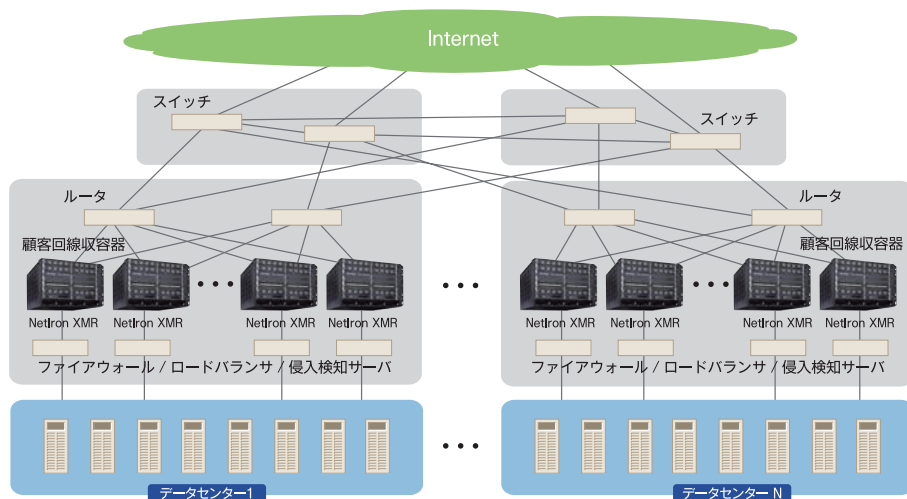 Internet
スイッチ
スイッチ
ルータ
ルータ
顧客回線収容器
顧客回線収容器
NetIron XMR
NetIron XMR
NetIron XMR
NetIron XMR
NetIron XMR
NetIron XMR
NetIron XMR
NetIron XMR
ファイアウォール / ロードバランサ / 侵入検知サーバ
ファイアウォール / ロードバランサ / 侵入検知サーバ
データセンター1
データセンター N